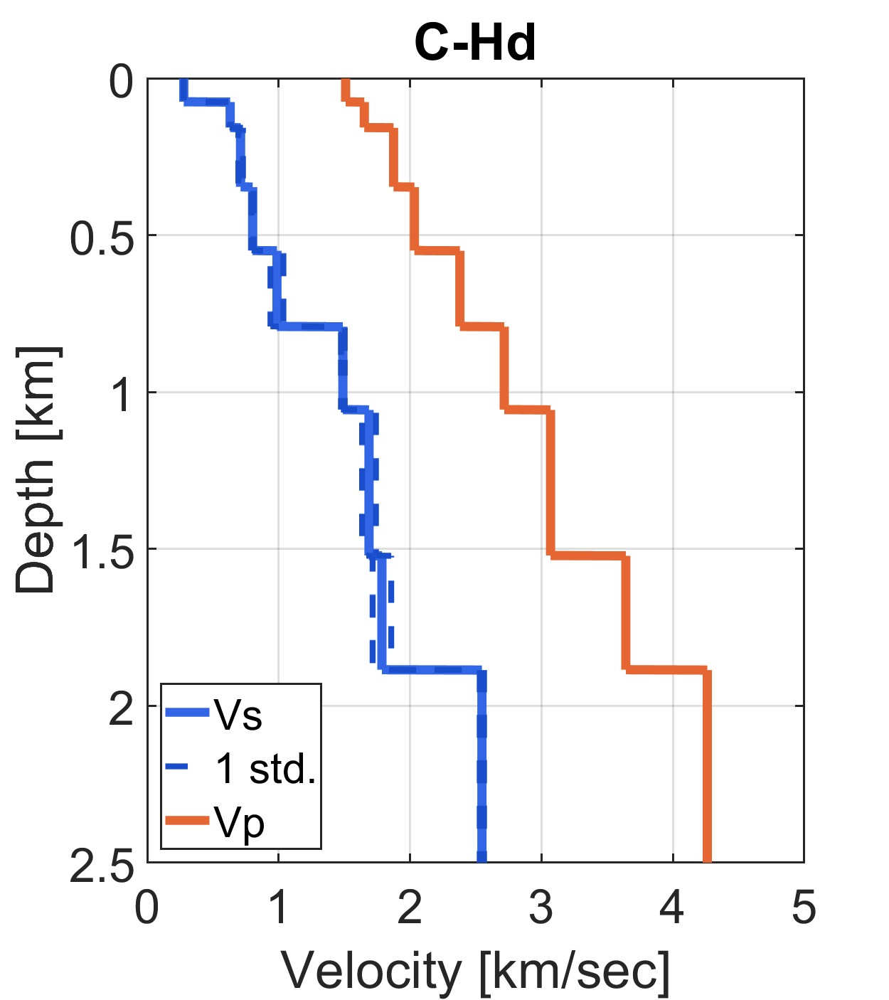 C-Hd
0
0.5
1
1.5
2
2.5
Depth [km]
Vs
1 std.
Vp
0 1 2 3 4 5
Velocity [km/sec]